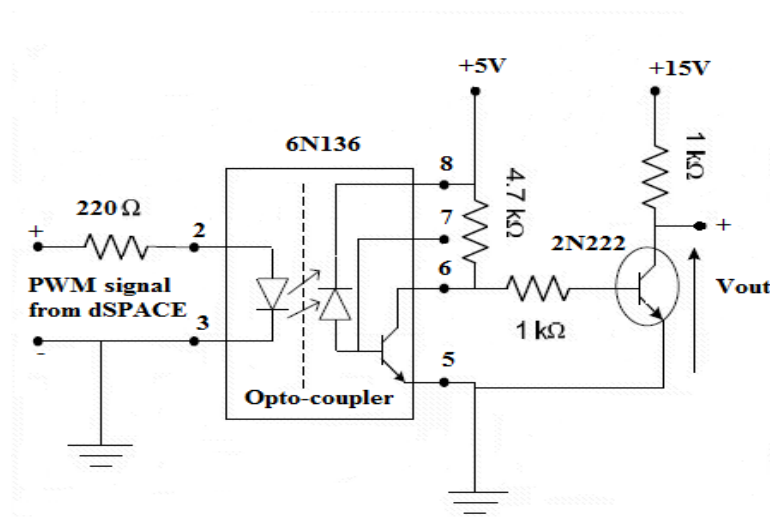 +5V
+15V
6N136
8
4.7 kΩ
1 kΩ
220 Ω
2
7
+
+
2N222
6
PWM signal
from dSPACE
Vout
3
1 kΩ
5
-
Opto-coupler